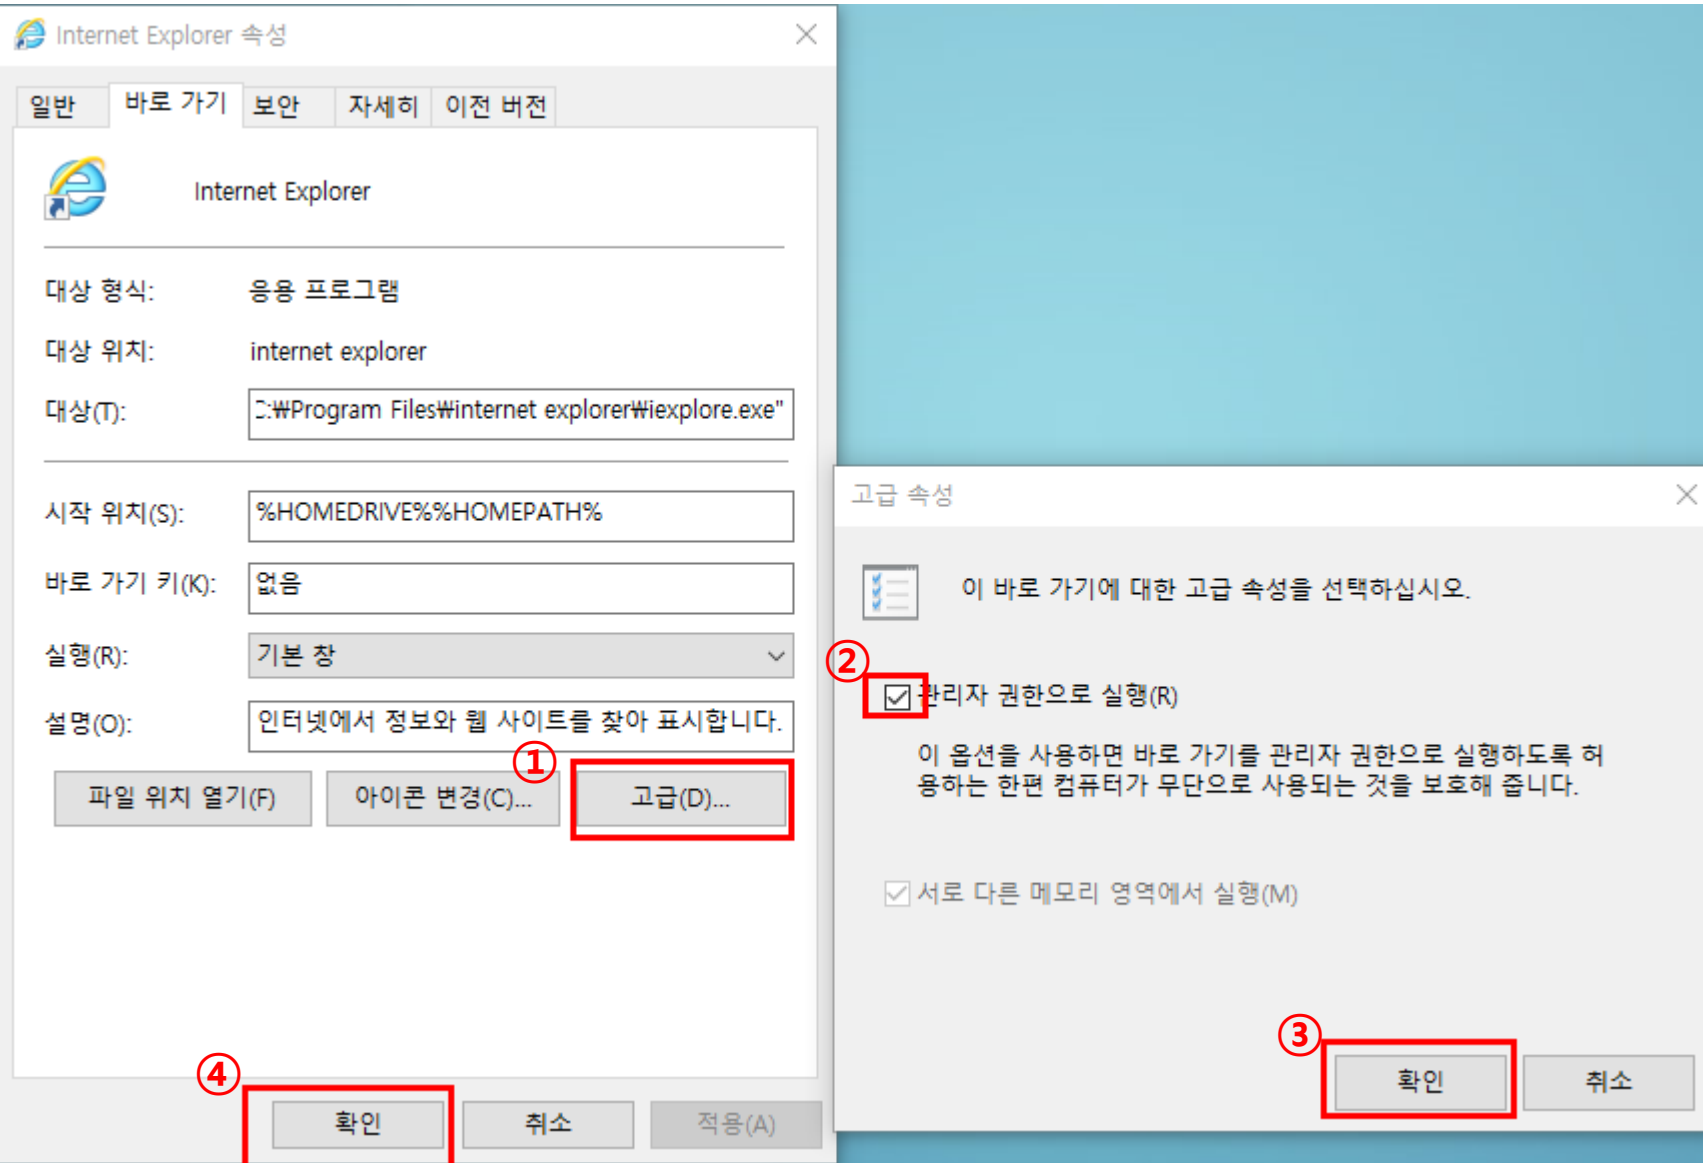 Internet Explorer 속성
일반 바로 가기 보안 자세히 이전 버전
Internet Explorer
대상 형식: 응용 프로그램
대상 위치: internet explorer
대상(T): C:₩Program Files₩internet explorer₩iexplore.exe"
시작 위치(S): %HOMEDRIVE%%HOMEPATH%
바로 가기 키(K): 없음
실행(R): 기본 창
설명(O): 인터넷에서 정보와 웹 사이트를 찾아 표시합니다.
①
파일 위치 열기(F) 아이콘 변경(C)... 고급(D)...
④
확인 취소 적용(A)
고급 속성
이 바로 가기에 대한 고급 속성을 선택하십시오.
②
관리자 권한으로 실행(R)
이 옵션을 사용하면 바로 가기를 관리자 권한으로 실행하도록 허
용하는 한편 컴퓨터가 무단으로 사용되는 것을 보호해 줍니다.
서로 다른 메모리 영역에서 실행(M)
③
확인 취소